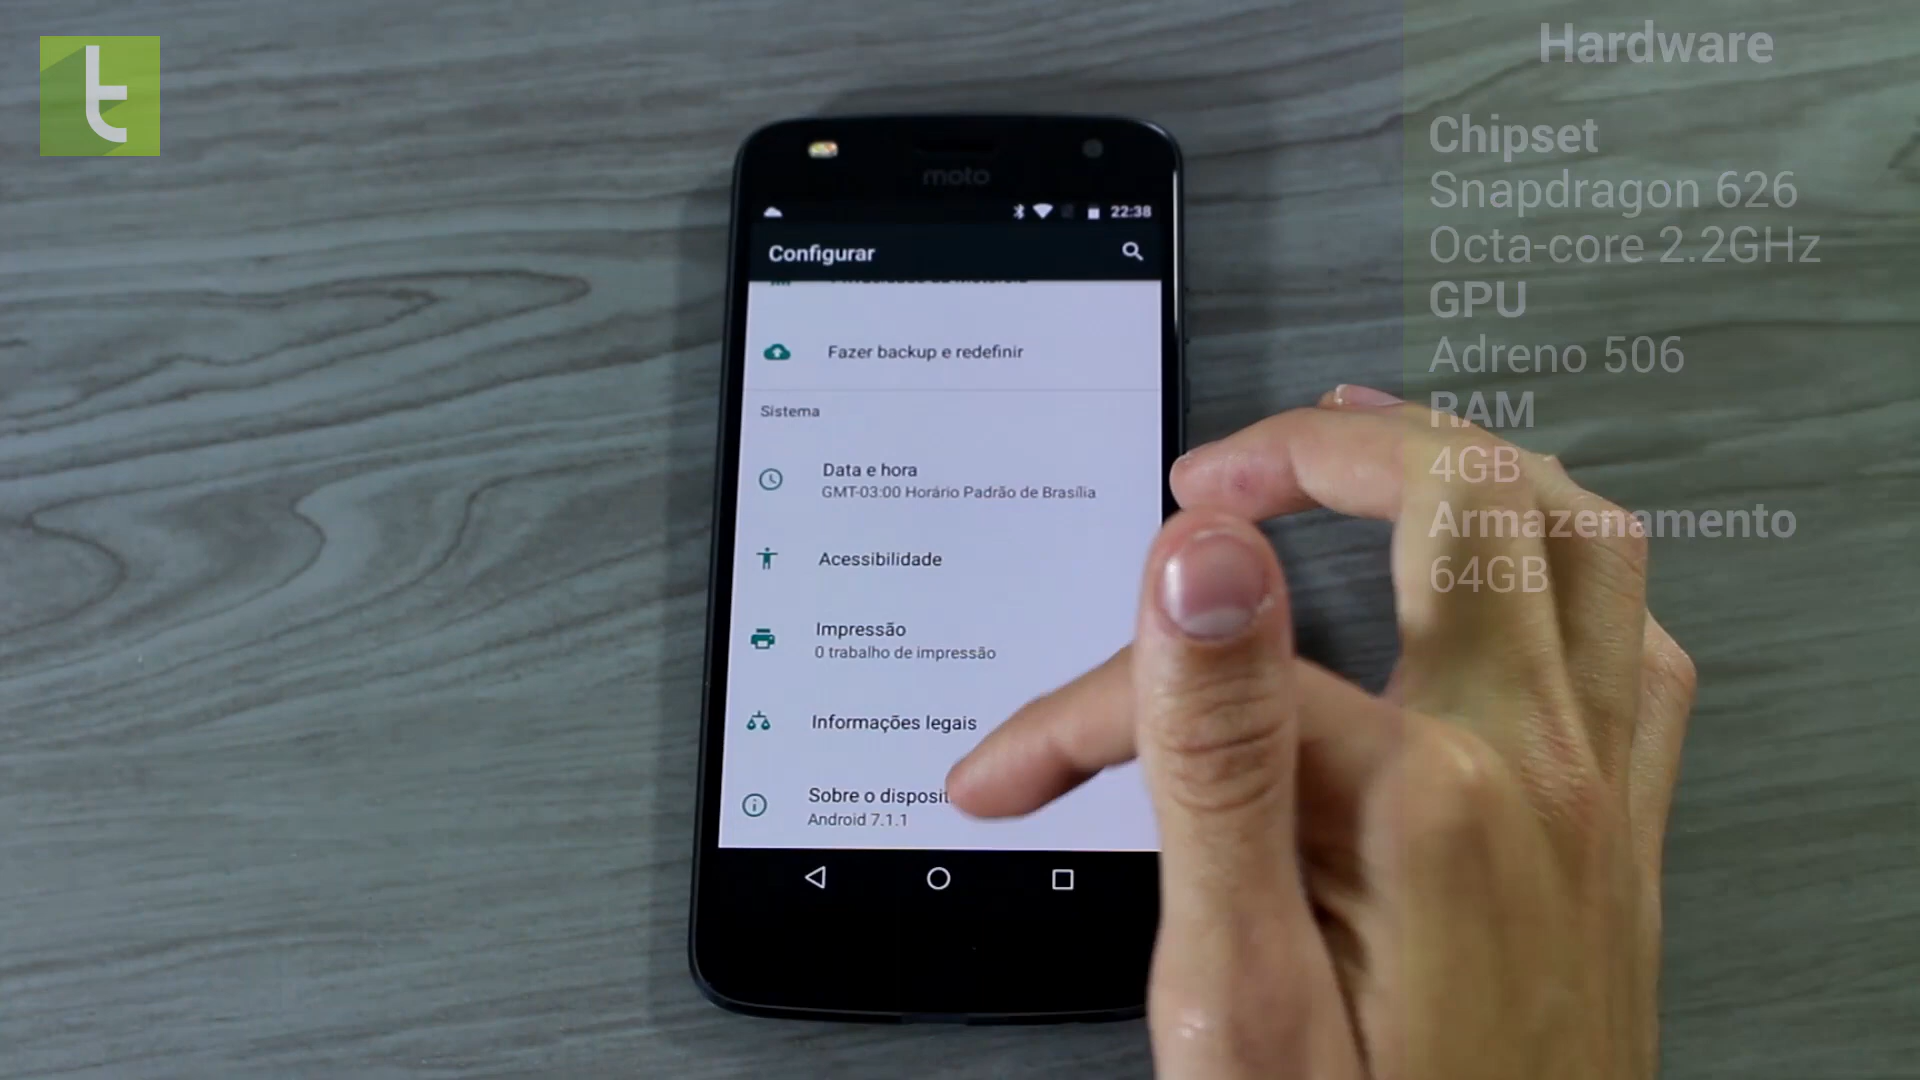 t
moto
22:38
Configurar
Fazer backup e redefinir
Sistema
Data e hora
GMT-03:00 Horário Padrão de Brasília
Acessibilidade
Impressão
0 trabalho de impressão
Informações legais
Sobre o disposit
Android 7.1.1
Hardware
Chipset
Snapdragon 626
Octa-core 2.2GHz
GPU
Adreno 506
RAM
4GB
Armazenamento
64GB